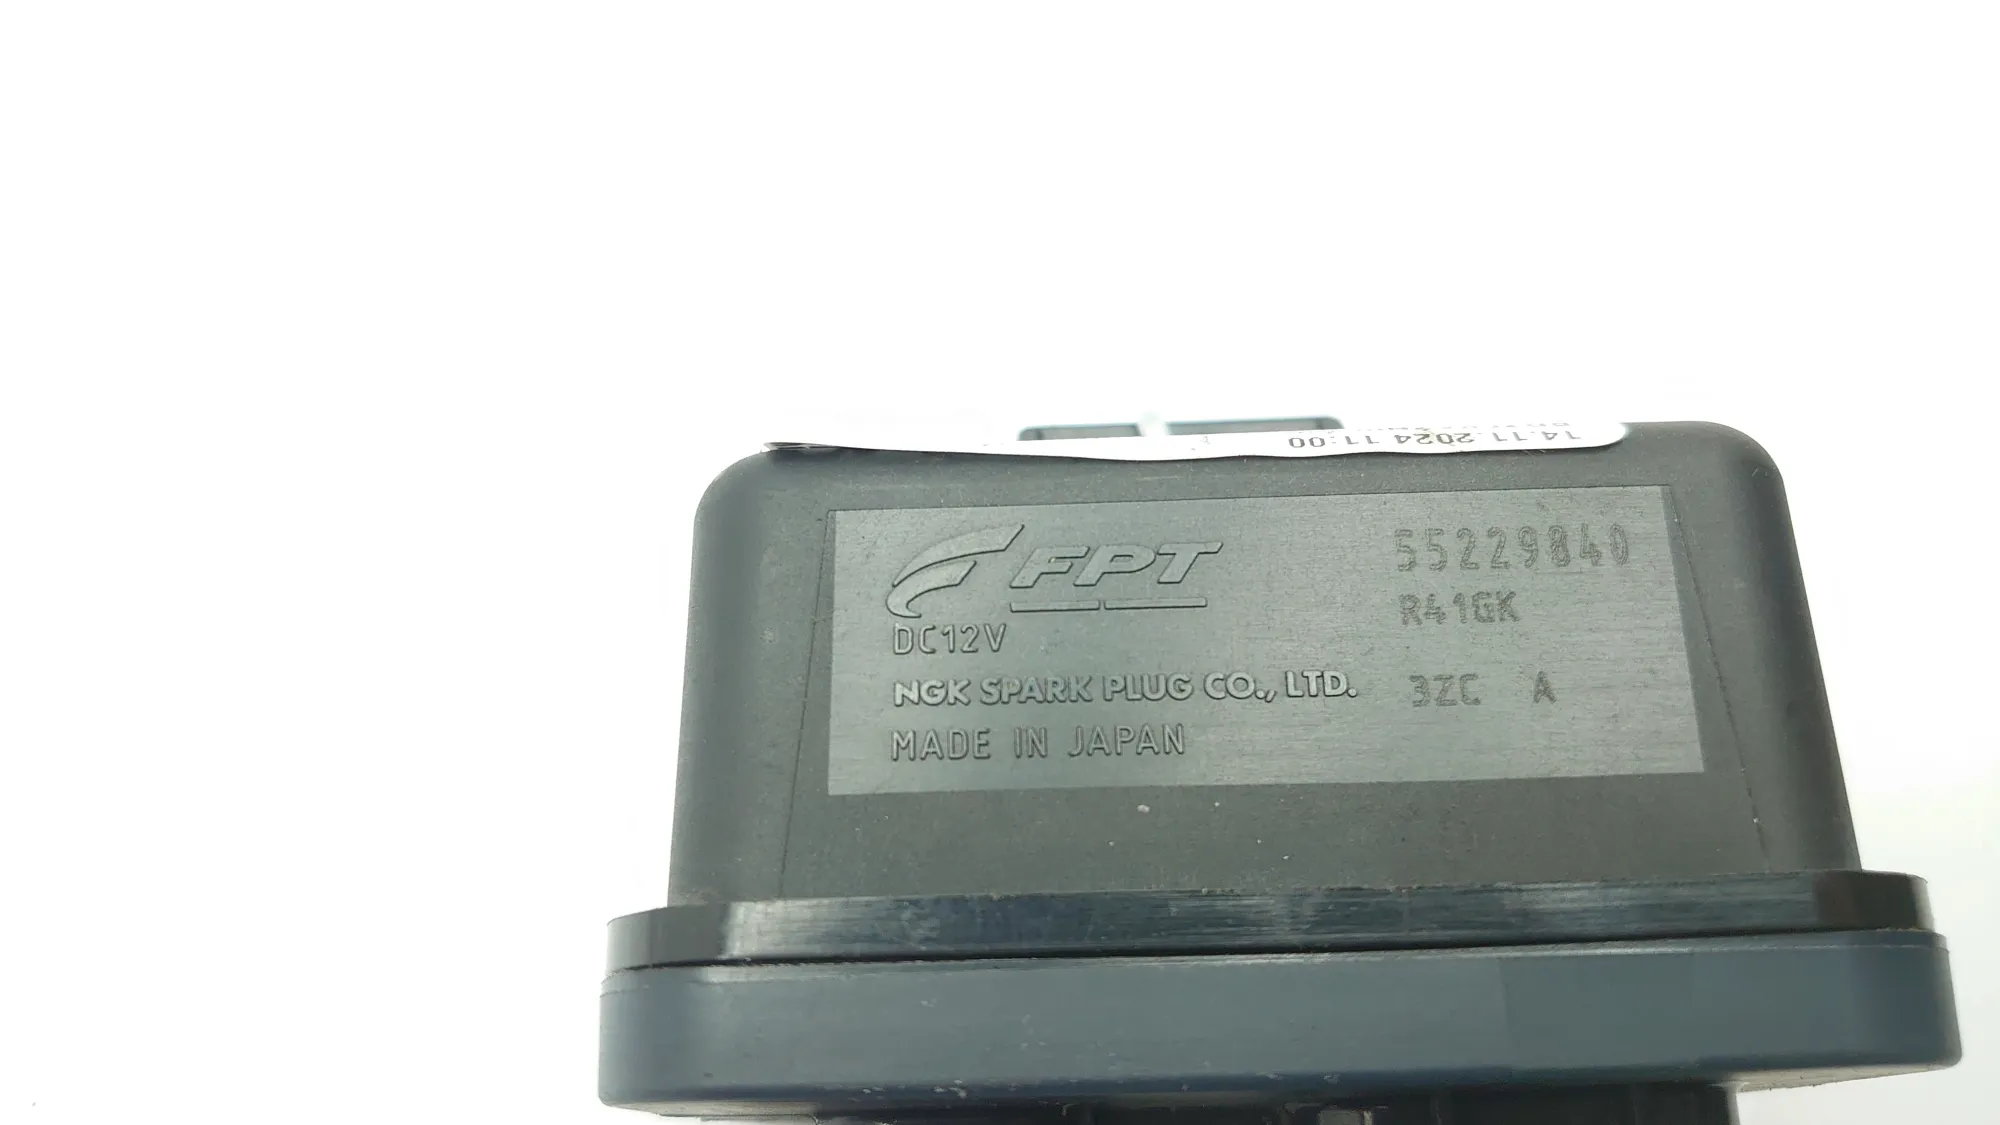 14.11.2024 11:00
FPT
55229840
DC12V
R41GK
NGK SPARK PLUG CO., LTD.
3ZC A
MADE IN JAPAN